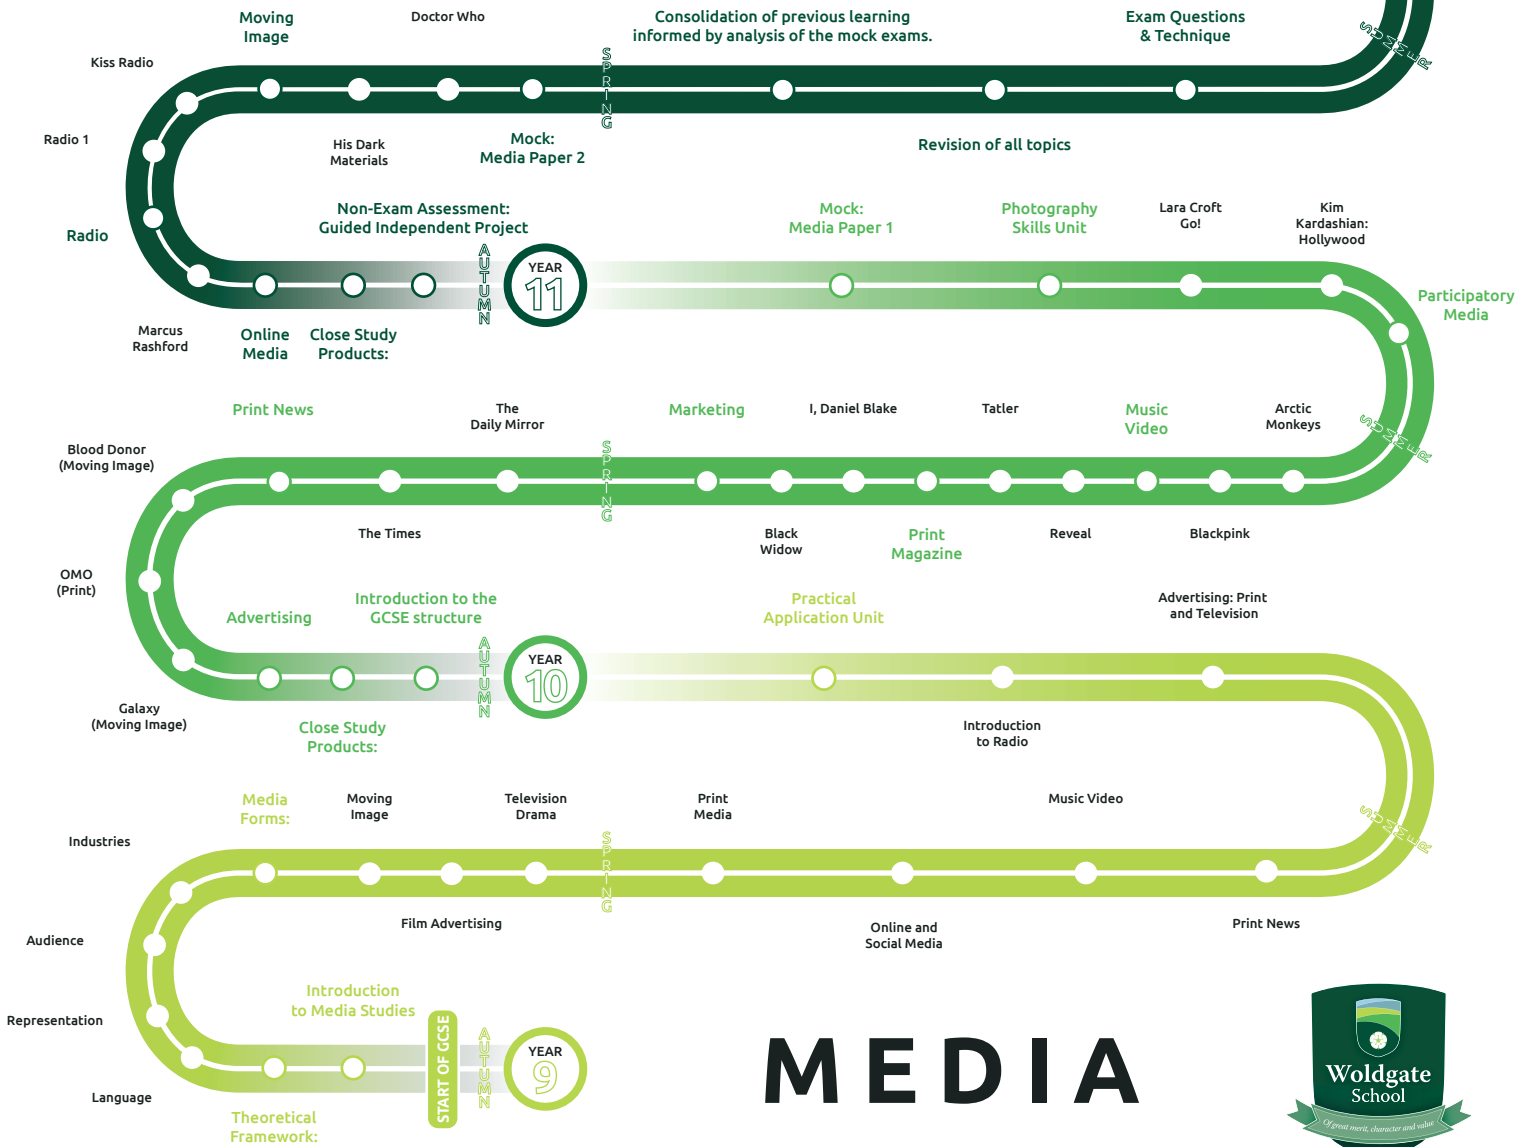 Moving
Image
Doctor Who
Consolidation of previous learning
informed by analysis of the mock exams.
Exam Questions
& Technique
SUMMER
Kiss Radio
SPRING
Radio 1
His Dark
Materials
Mock:
Media Paper 2
Revision of all topics
Radio
Non-Exam Assessment:
Guided Independent Project
Mock:
Media Paper 1
Photography
Skills Unit
Lara Croft
Go!
Kim
Kardashian:
Hollywood
AUTUMN
YEAR
11
Participatory
Media
Marcus
Rashford
Online
Media
Close Study
Products:
Print News
The
Daily Mirror
Marketing
I, Daniel Blake
Tatler
Music
Video
Arctic
Monkeys
SUMMER
Blood Donor
(Moving Image)
SPRING
The Times
Black
Widow
Print
Magazine
Reveal
Blackpink
OMO
(Print)
Advertising
Introduction to the
GCSE structure
Practical
Application Unit
Advertising: Print
and Television
AUTUMN
YEAR
10
Galaxy
(Moving Image)
Close Study
Products:
Introduction
to Radio
Media
Forms:
Moving
Image
Television
Drama
Print
Media
Music Video
SUMMER
Industries
SPRING
Film Advertising
Online and
Social Media
Print News
Audience
Introduction
to Media Studies
Representation
START OF GCSE
AUTUMN
YEAR
9
Language
Theoretical
Framework:
MEDIA
Woldgate
School
Of great merit, character and value